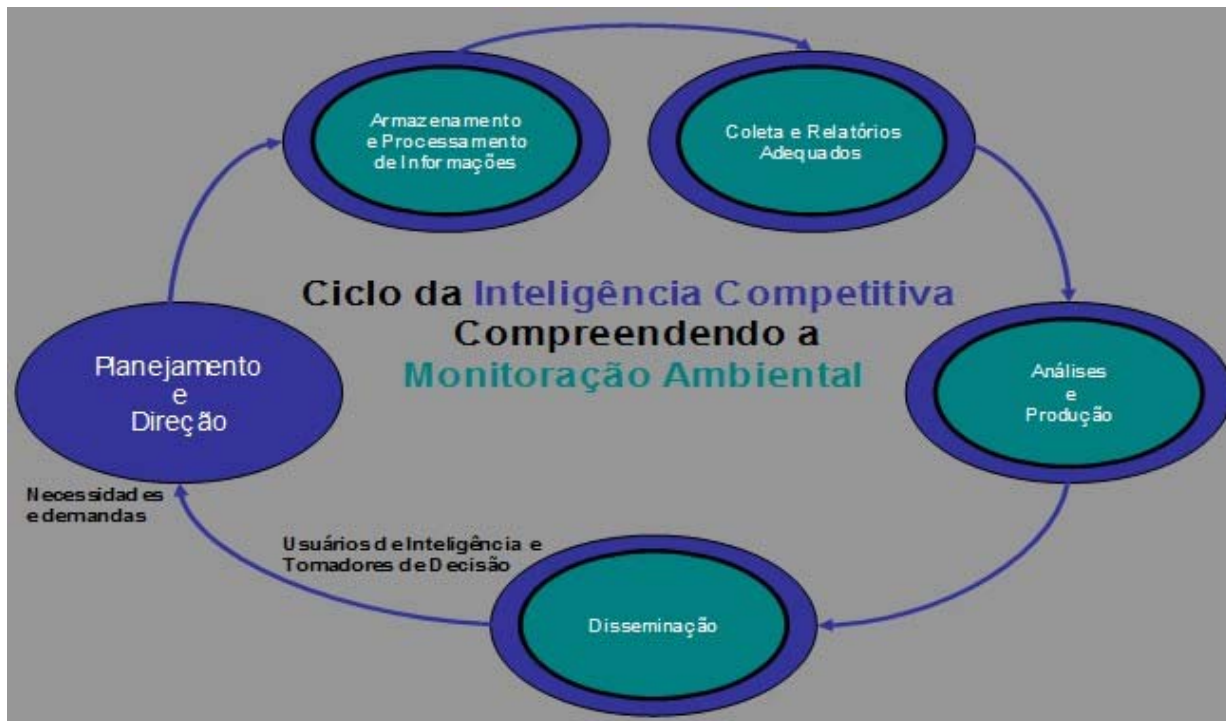 Armazenamento
e Processamento
de Informações
Coleta e Relatórios
Adequados
Ciclo da Inteligência Competitiva
Compreendendo a
Monitoração Ambiental
Planejamento
e
Direção
Análises
e
Produção
Necessidades
e demandas
Usuários de Inteligência e
Tomadores de Decisão
Disseminação